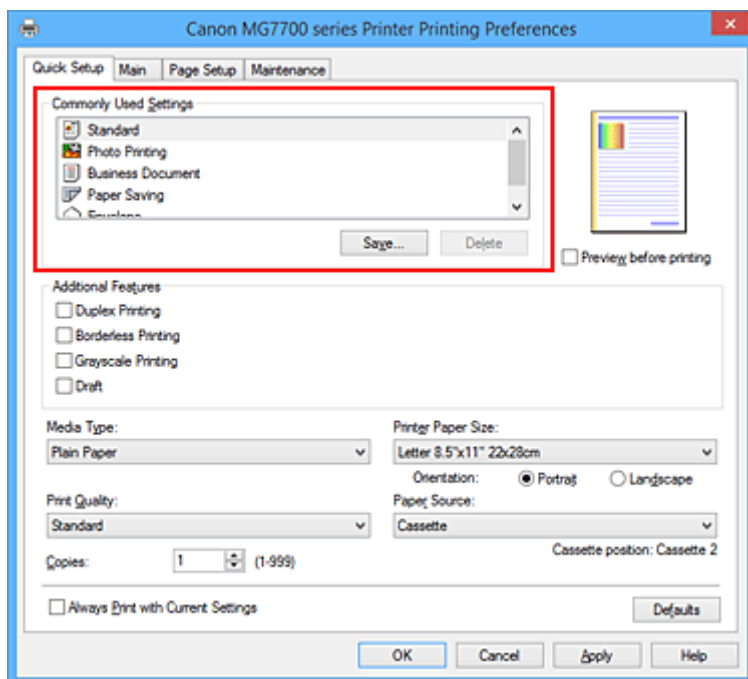 Canon MG7700 series Printer Printing Preferences
Quick Setup Main Page Setup Maintenance
Commonly Used Settings
Standard
Photo Printing
Business Document
Paper Saving
Envelope
Save... Delete
Preview before printing
Additional Features
Duplex Printing
Borderless Printing
Grayscale Printing
Draft
Media Type: Printer Paper Size:
Plain Paper Letter 8.5"x11" 22x28cm
Orientation: Portrait Landscape
Print Quality: Paper Source:
Standard Cassette
Cassette position: Cassette 2
Copies: 1 (1-999)
Always Print with Current Settings Defaults
OK Cancel Apply Help